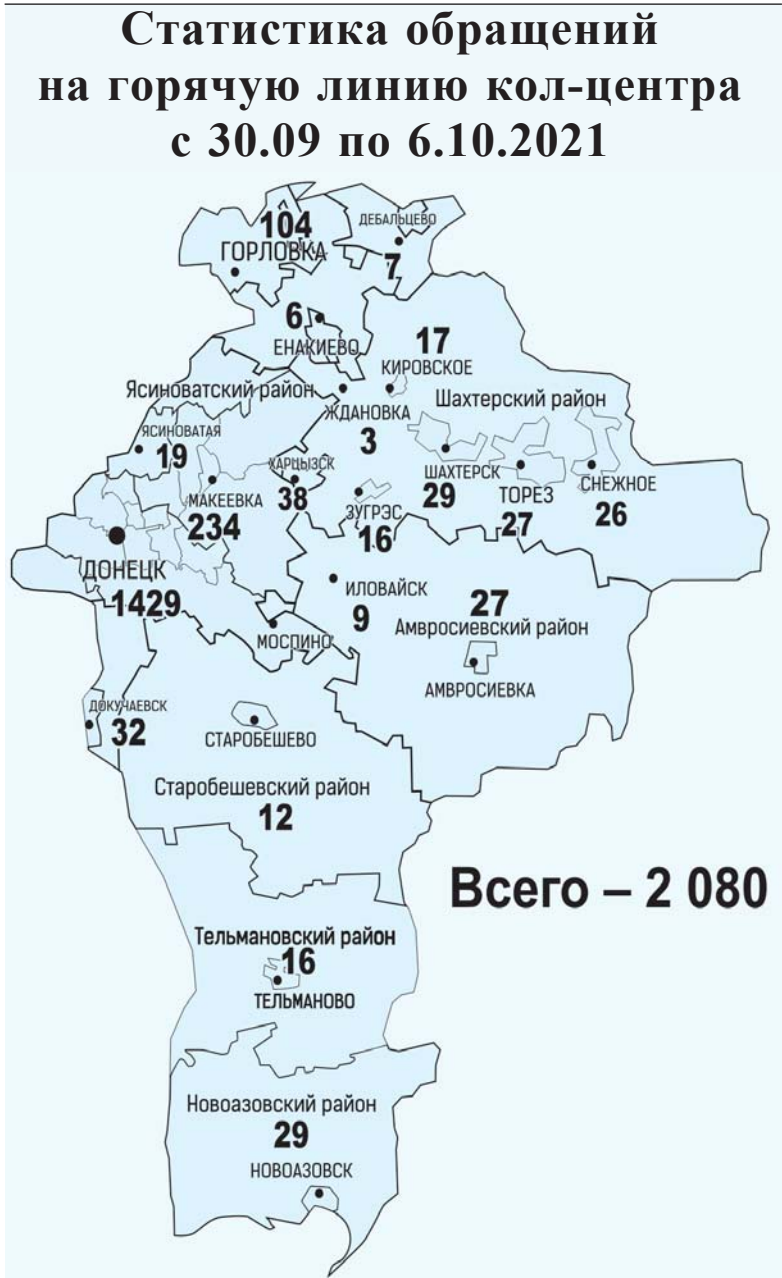 Статистика обращений
на горячую линию кол-центра
с 30.09 по 6.10.2021
104
ГОРЛОВКА
ДЕБАЛЬЦЕВО
7
6
ЕНАКИЕВО
17
КИРОВСКОЕ
Ясиноватский район
ЖДАНОВКА
3
Шахтерский район
ЯСИНОВАТАЯ
19
МАКЕЕВКА
234
ХАРЦЫЗСК
38
ШАХТЕРСК
29
ТОРЕЗ
27
СНЕЖНОЕ
26
ЗУГРЭС
16
ДОНЕЦК
1429
ИЛОВАЙСК
9
27
Амвросиевский район
АМВРОСИЕВКА
МОСПИНО
ДОКУЧАЕВСК
32
СТАРОБЕШЕВО
Старобешевский район
12
Всего – 2 080
Тельмановский район
16
ТЕЛЬМАНОВО
Новоазовский район
29
НОВОАЗОВСК